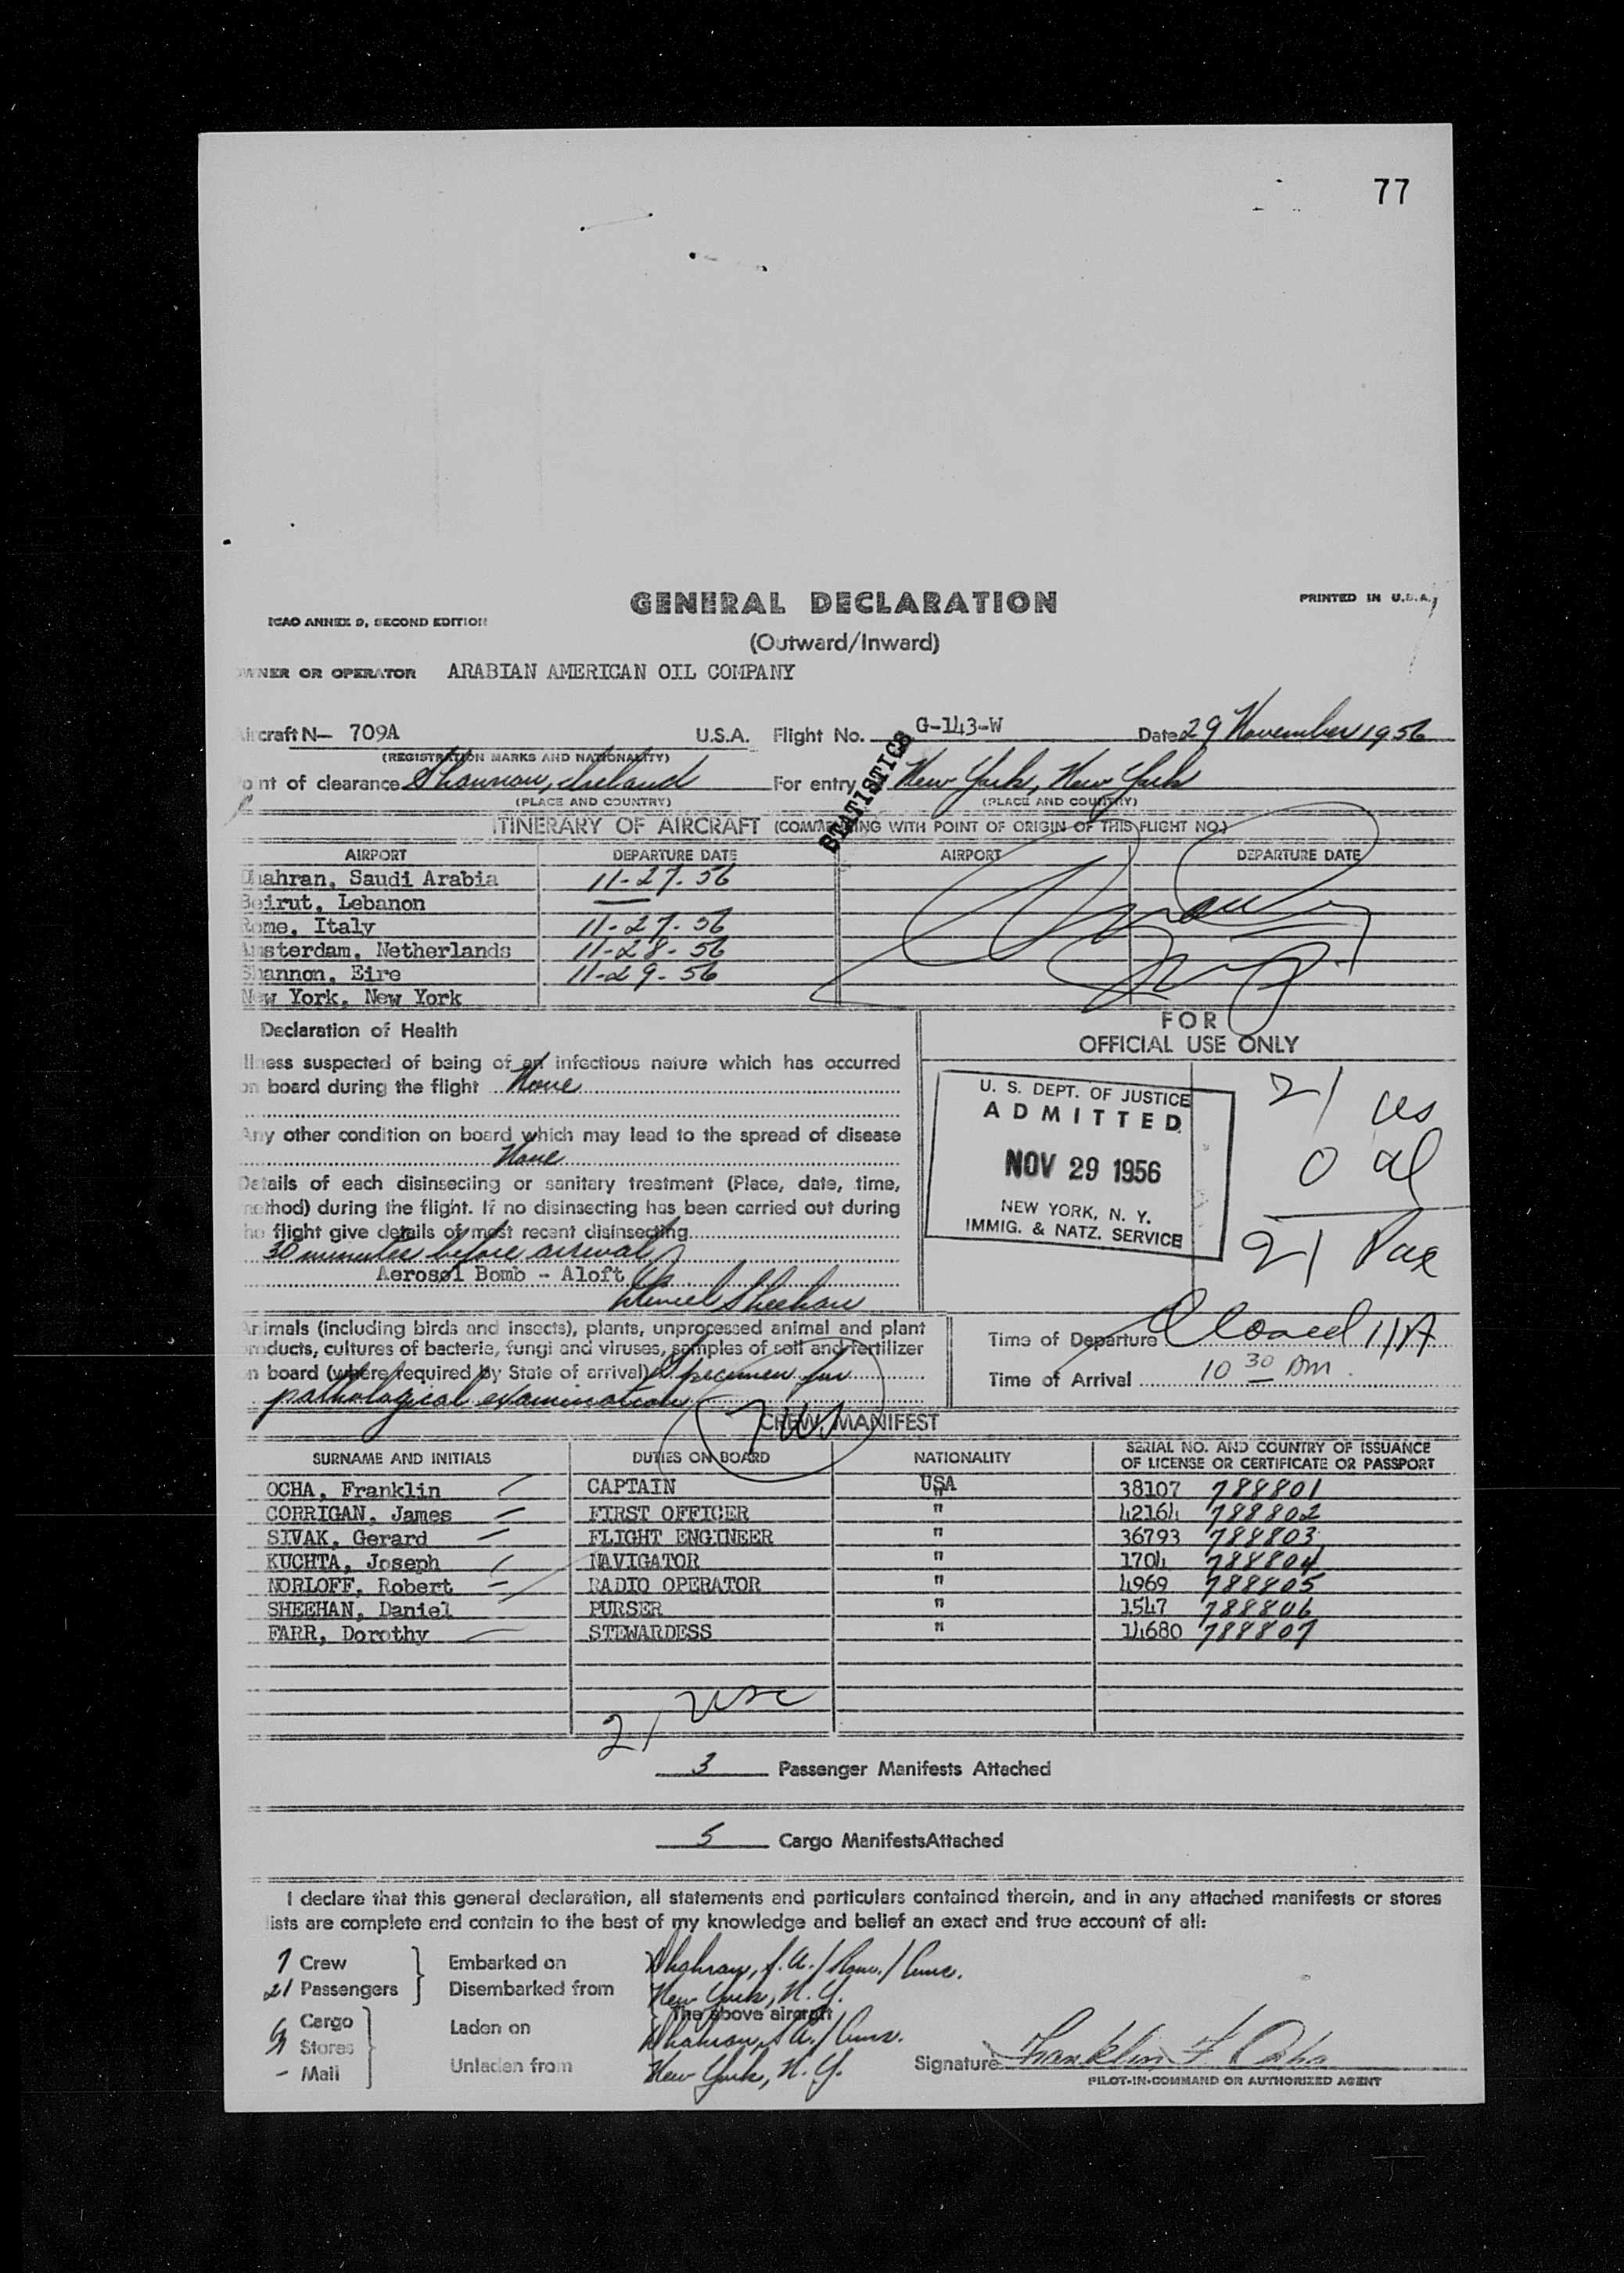 77
GENERAL DECLARATION
PRINTED IN U.S.A.
ICAO ANNEX 9, SECOND EDITION
(Outward/Inward)
WNER OR OPERATOR ARABIAN AMERICAN OIL COMPANY
ircraft N- 709A U.S.A. Flight No. G-143-W Date 29 November 1956
(REGISTRATION MARKS AND NATIONALITY)
oint of clearance Shannon, Ireland For entry New York, New York
(PLACE AND COUNTRY) (PLACE AND COUNTRY)
STATISTICS
ITINERARY OF AIRCRAFT (COMMENCING WITH POINT OF ORIGIN OF THIS FLIGHT NO.)
AIRPORT DEPARTURE DATE AIRPORT DEPARTURE DATE
Dhahran, Saudi Arabia 11-27-56
Beirut, Lebanon —
Rome, Italy 11-27-56
Amsterdam, Netherlands 11-28-56
Shannon, Eire 11-29-56
New York, New York
Declaration of Health
Illness suspected of being of an infectious nature which has occurred
on board during the flight None
Any other condition on board which may lead to the spread of disease
None
Details of each disinsecting or sanitary treatment (Place, date, time,
method) during the flight. If no disinsecting has been carried out during
he flight give details of most recent disinsecting
30 minutes before arrival
Aerosol Bomb - Aloft
Daniel Sheehan
FOR
OFFICIAL USE ONLY
U. S. DEPT. OF JUSTICE
ADMITTED
NOV 29 1956
NEW YORK, N. Y.
IMMIG. & NATZ. SERVICE
21 us
0 al
21 Pax
Animals (including birds and insects), plants, unprocessed animal and plant
products, cultures of bacteria, fungi and viruses, samples of soil and fertilizer
on board (where required by State of arrival) Specimen for
pathological examination
Time of Departure Closed 11A
Time of Arrival 10 30 Am
CREW MANIFEST
SURNAME AND INITIALS DUTIES ON BOARD NATIONALITY SERIAL NO. AND COUNTRY OF ISSUANCE
OF LICENSE OR CERTIFICATE OR PASSPORT
OCHA, Franklin CAPTAIN USA 38107 788801
CORRIGAN, James FIRST OFFICER " 42164 788802
SIVAK, Gerard FLIGHT ENGINEER " 36793 788803
KUCHTA, Joseph NAVIGATOR " 1704 788804
NORLOFF, Robert RADIO OPERATOR " 4969 788805
SHEEHAN, Daniel PURSER " 1547 788806
FARR, Dorothy STEWARDESS " 14680 788807
21 usc
3 Passenger Manifests Attached
5 Cargo Manifests Attached
I declare that this general declaration, all statements and particulars contained therein, and in any attached manifests or stores
lists are complete and contain to the best of my knowledge and belief an exact and true account of all:
7 Crew Embarked on Dhahran, S.A./Rome/Ams.
21 Passengers Disembarked from New York, N.Y.
The above aircraft
Cargo Laden on Dhahran, S.A./Ams.
Stores
- Mail Unladen from New York, N.Y.
Signature Franklin F Ocha
PILOT-IN-COMMAND OR AUTHORIZED AGENT